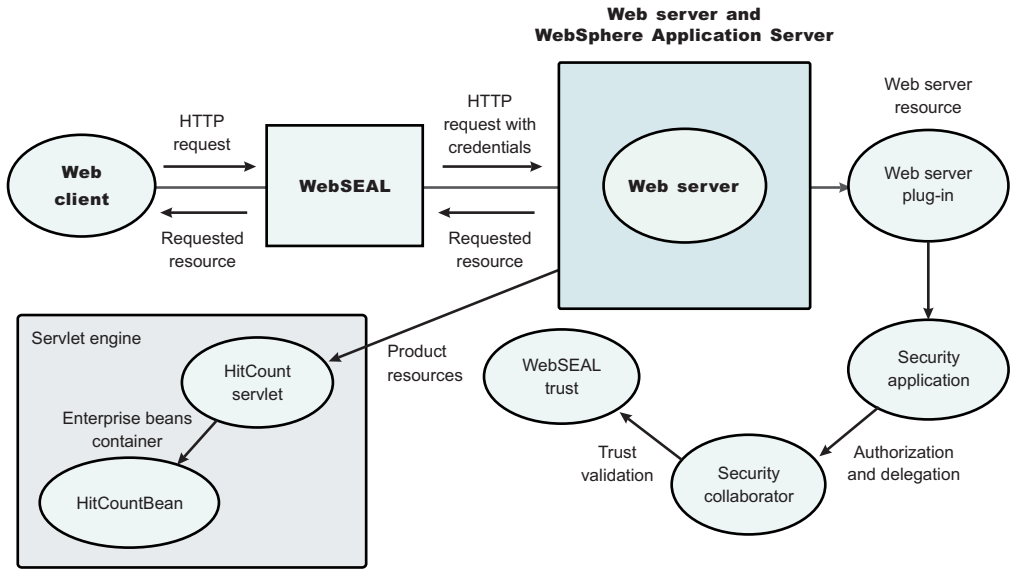 Web server and
WebSphere Application Server
Web server
resource
HTTP
request
HTTP
request with
credentials
Web
client
WebSEAL
Web server
Web server
plug-in
Requested
resource
Requested
resource
Servlet engine
HitCount
servlet
Product
resources
WebSEAL
trust
Security
application
Enterprise beans
container
Trust
validation
Authorization
and delegation
Security
collaborator
HitCountBean